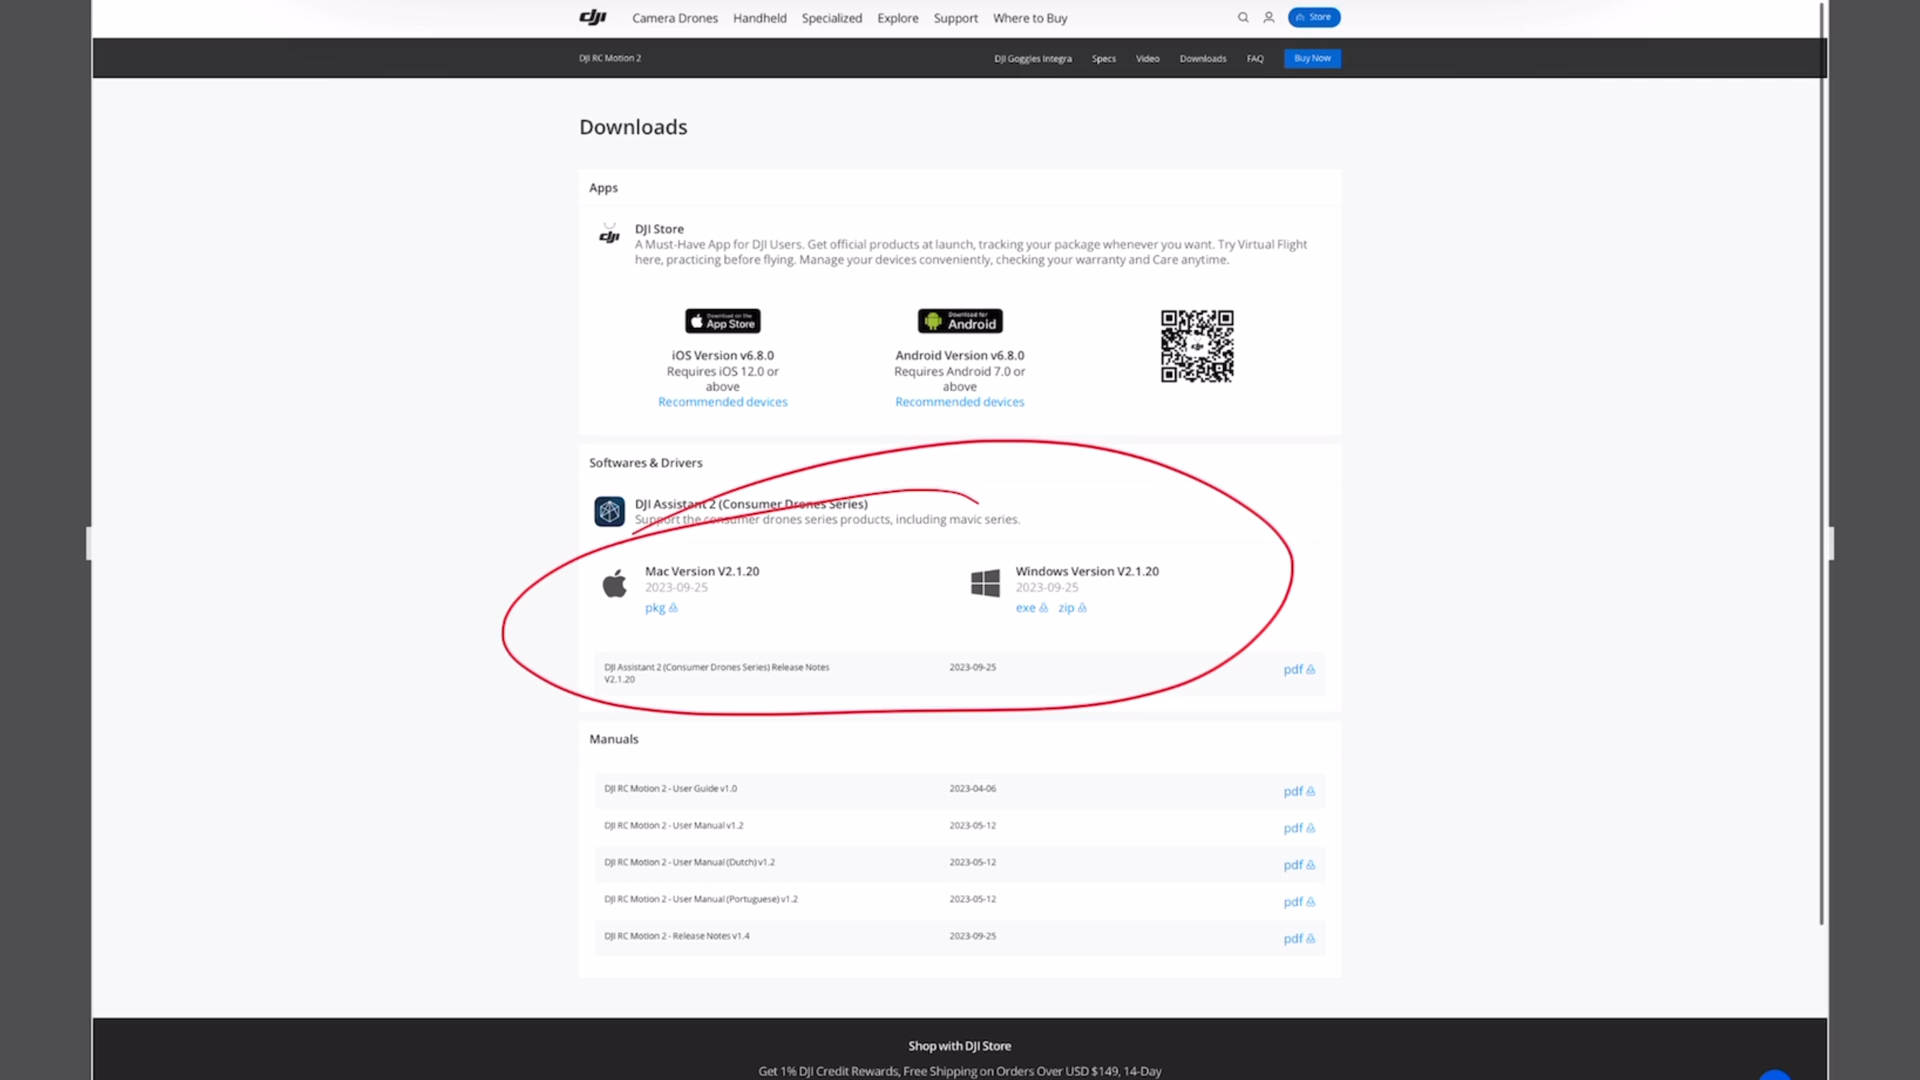 dji
Camera Drones
Handheld
Specialized
Explore
Support
Where to Buy
Store
DJI RC Motion 2
DJI Goggles Integra
Specs
Video
Downloads
FAQ
Buy Now
Downloads
Apps
dji
DJI Store
A Must-Have App for DJI Users. Get official products at launch, tracking your package whenever you want. Try Virtual Flight
here, practicing before flying. Manage your devices conveniently, checking your warranty and Care anytime.
Download on the
App Store
iOS Version v6.8.0
Requires iOS 12.0 or
above
Recommended devices
Download for
Android
Android Version v6.8.0
Requires Android 7.0 or
above
Recommended devices
dji
Softwares & Drivers
DJI Assistant 2 (Consumer Drones Series)
Support the consumer drones series products, including mavic series.
Mac Version V2.1.20
2023-09-25
pkg
Windows Version V2.1.20
2023-09-25
exe zip
DJI Assistant 2 (Consumer Drones Series) Release Notes
V2.1.20
2023-09-25
pdf
Manuals
DJI RC Motion 2 - User Guide v1.0
2023-04-06
pdf
DJI RC Motion 2 - User Manual v1.2
2023-05-12
pdf
DJI RC Motion 2 - User Manual (Dutch) v1.2
2023-05-12
pdf
DJI RC Motion 2 - User Manual (Portuguese) v1.2
2023-05-12
pdf
DJI RC Motion 2 - Release Notes v1.4
2023-09-25
pdf
Shop with DJI Store
Get 1% DJI Credit Rewards, Free Shipping on Orders Over USD $149, 14-Day